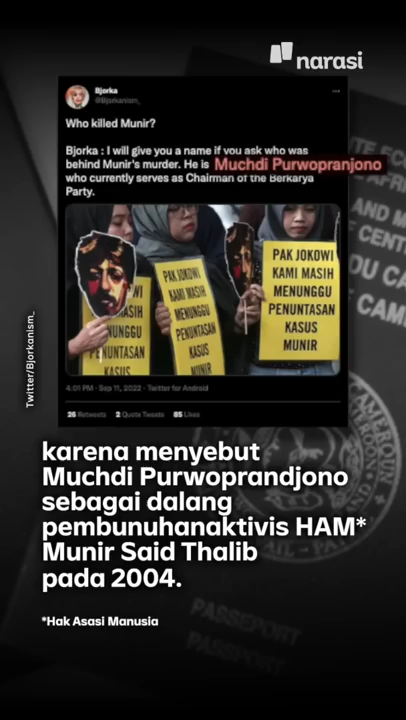 narasi
Bjorka
@Bjorkanism_
Who killed Munir?
Bjorka : I will give you a name if you ask who was
behind Munir's murder. He is Muchdi Purwopranjono
who currently serves as Chairman of the Berkarya
Party.
PAK JOKOWI
KAMI MASIH
MENUNGGU
PENUNTASAN
KASUS
MUNIR
PAK JOKOWI
KAMI MASIH
MENUNGGU
PENUNTASAN
KASUS
MUNIR
4:01 PM · Sep 11, 2022 · Twitter for Android
26 Retweets 2 Quote Tweets 85 Likes
Twitter/Bjorkanism_
karena menyebut
Muchdi Purwoprandjono
sebagai dalang
pembunuhanaktivis HAM*
Munir Said Thalib
pada 2004.
*Hak Asasi Manusia
PASSEPORT
PASSPORT